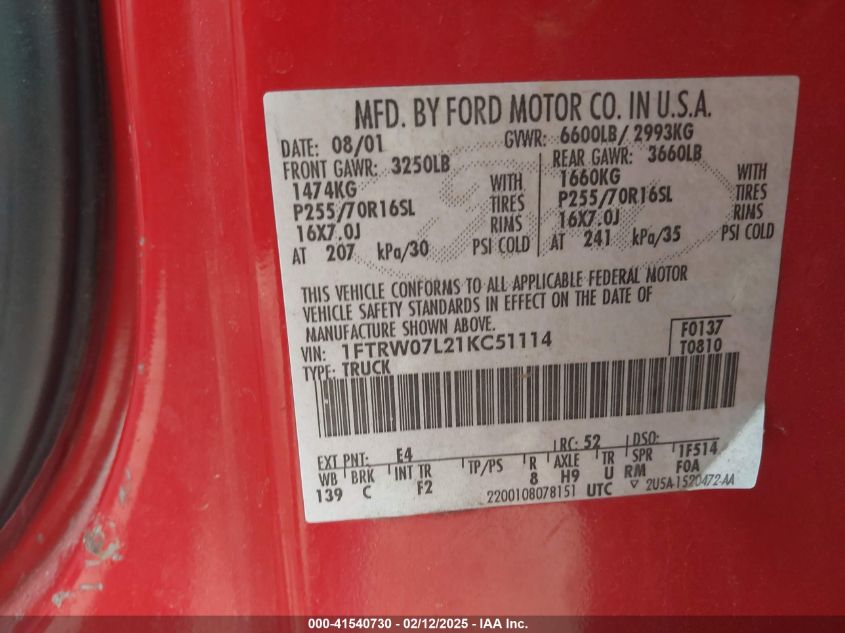 MFD. BY FORD MOTOR CO. IN U.S.A.
DATE: 08/01 GVWR: 6600LB/ 2993KG
FRONT GAWR: 3250LB REAR GAWR: 3660LB
1474KG WITH 1660KG WITH
P255/70R16SL TIRES P255/70R16SL TIRES
16X7.0J RIMS 16X7.0J RIMS
AT 207 kPa/30 PSI COLD AT 241 kPa/35 PSI COLD
THIS VEHICLE CONFORMS TO ALL APPLICABLE FEDERAL MOTOR
VEHICLE SAFETY STANDARDS IN EFFECT ON THE DATE OF
MANUFACTURE SHOWN ABOVE.
VIN: 1FTRW07L21KC51114 F0137
TYPE: TRUCK T0810
EXT PNT: E4 RC: 52 DSO:
WB BRK INT TR TP/PS R AXLE TR SPR 1F514
139 C F2 8 H9 U RM F0A
2200108078151 UTC ▽ 2U5A-1520472-AA
000-41540730 - 02/12/2025 - IAA Inc.